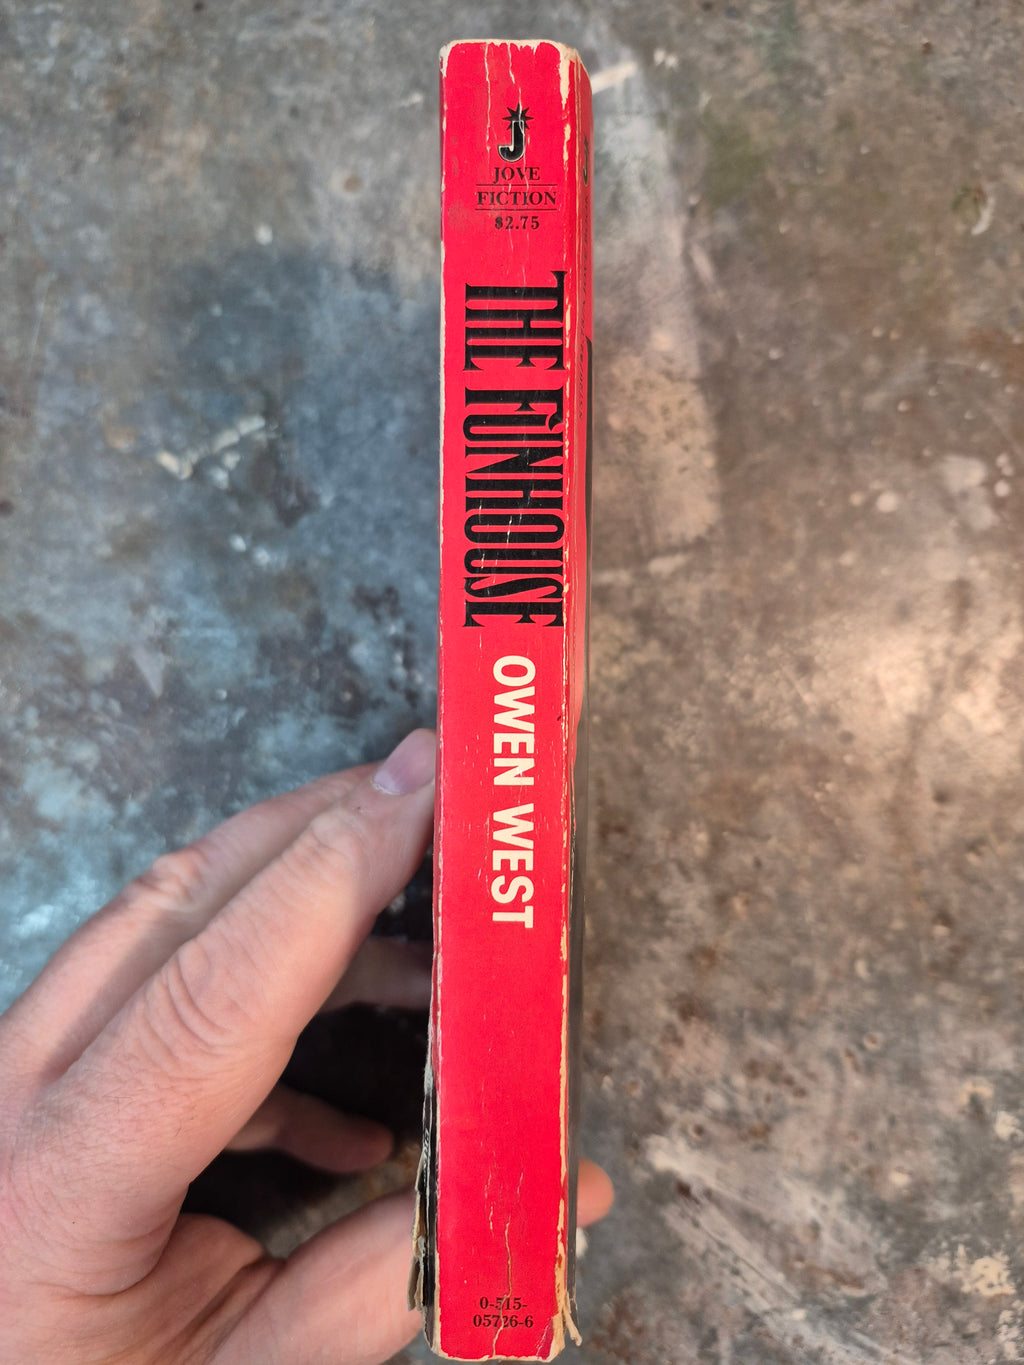 J
JOVE
FICTION
$2.75
THE FUNHOUSE
OWEN WEST
0-515-
05726-6